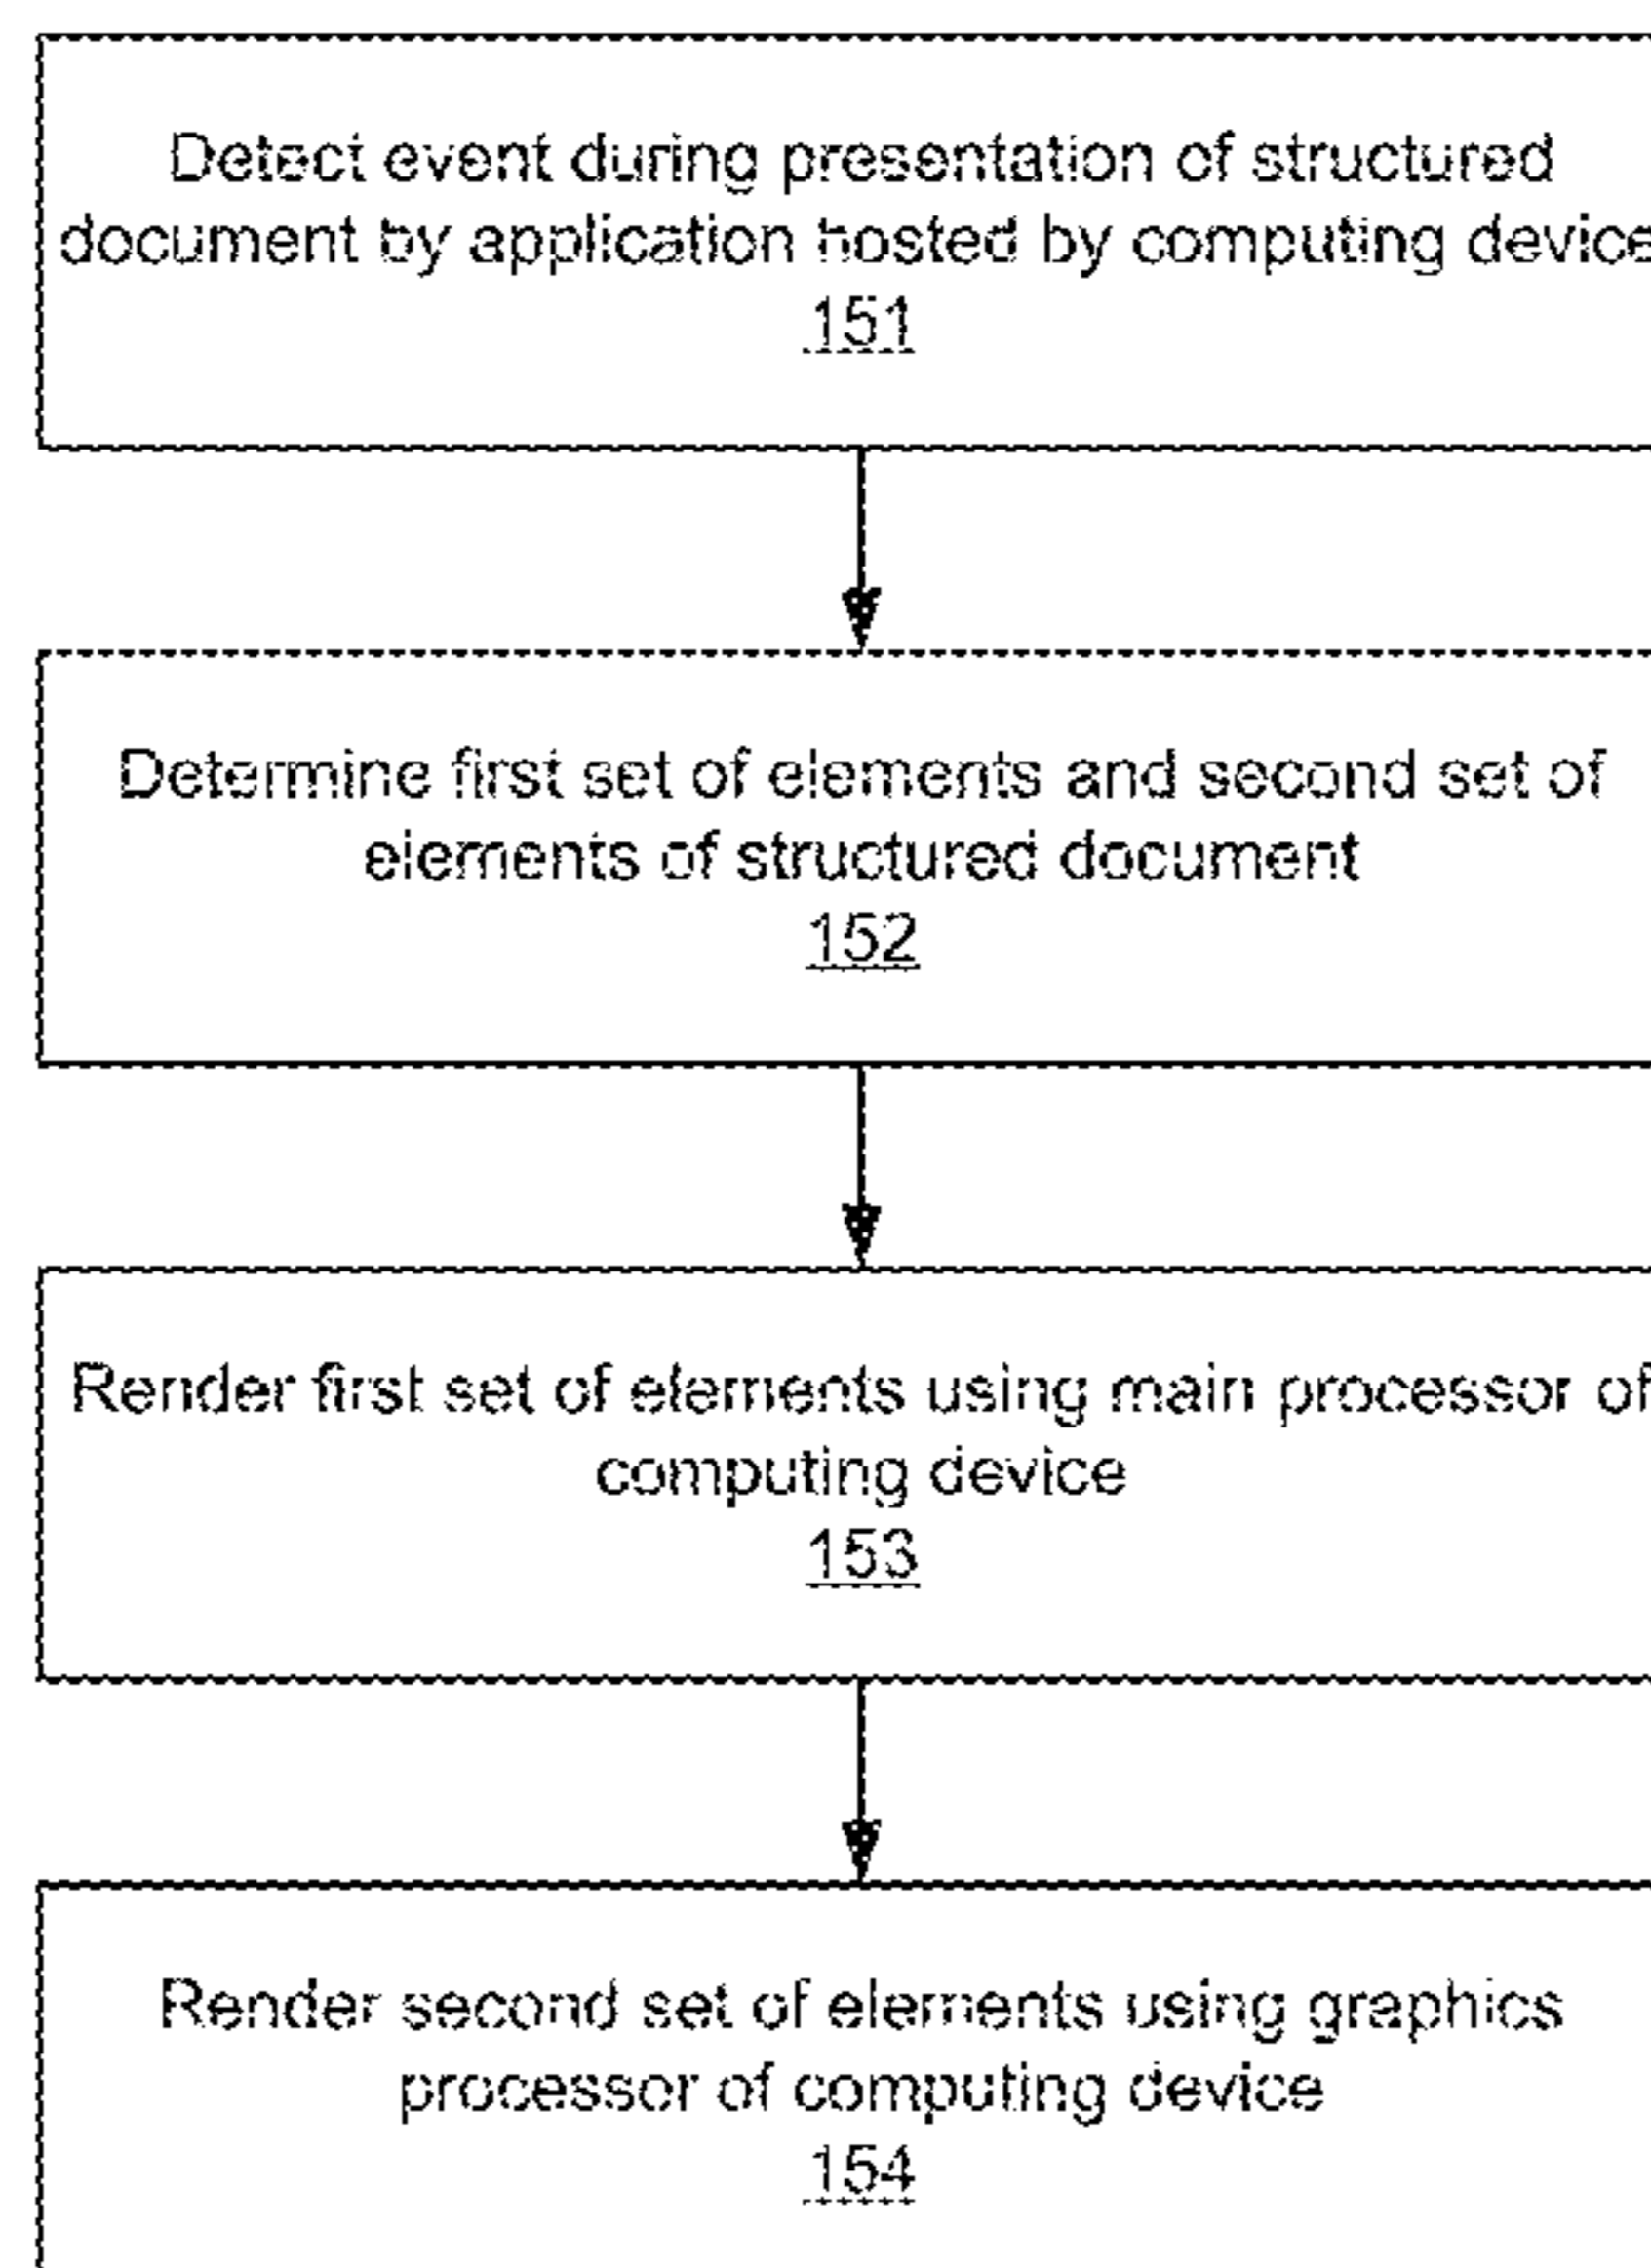 Detect event during presentation of structured
document by application hosted by computing device
151
Determine first set of elements and second set of
elements of structured document
152
Render first set of elements using main processor of
computing device
153
Render second set of elements using graphics
processor of computing device
154